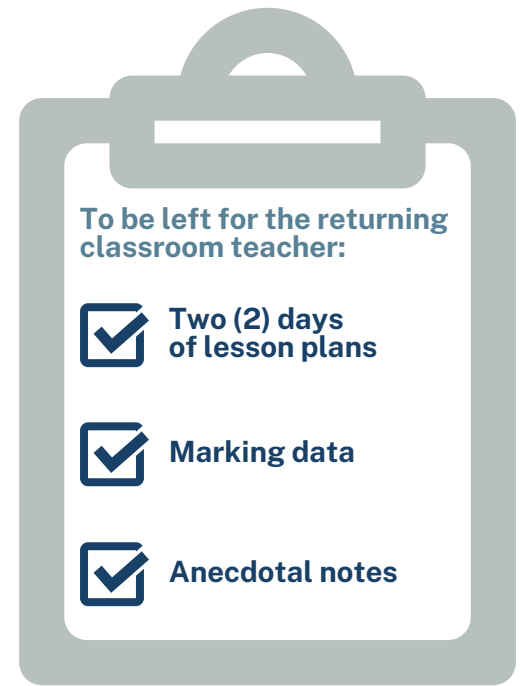 To be left for the returning
classroom teacher:
Two (2) days
of lesson plans
Marking data
Anecdotal notes